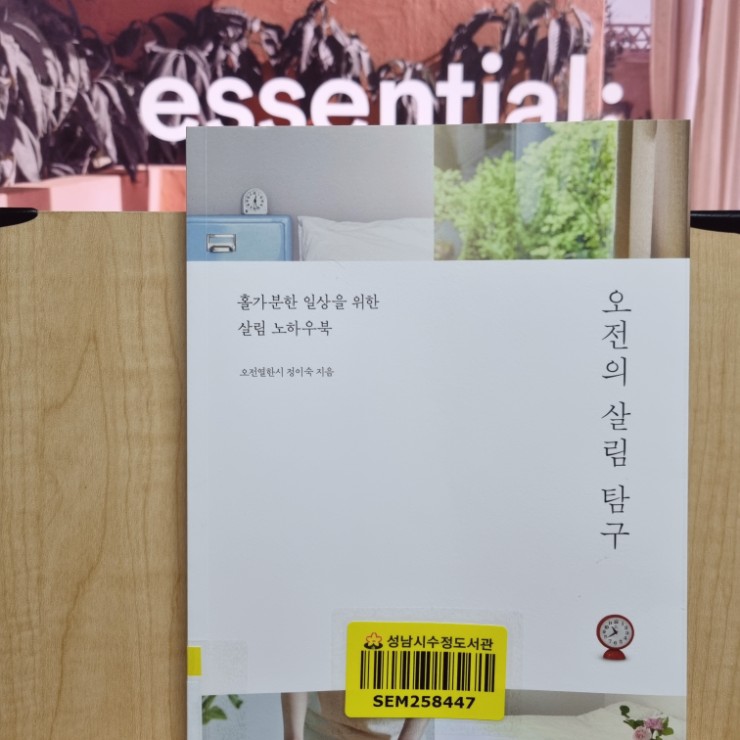 essential:
홀가분한 일상을 위한
살림 노하우북
오전열한시 정이숙 지음
오전의 살림 탐구
성남시수정도서관
SEM258447